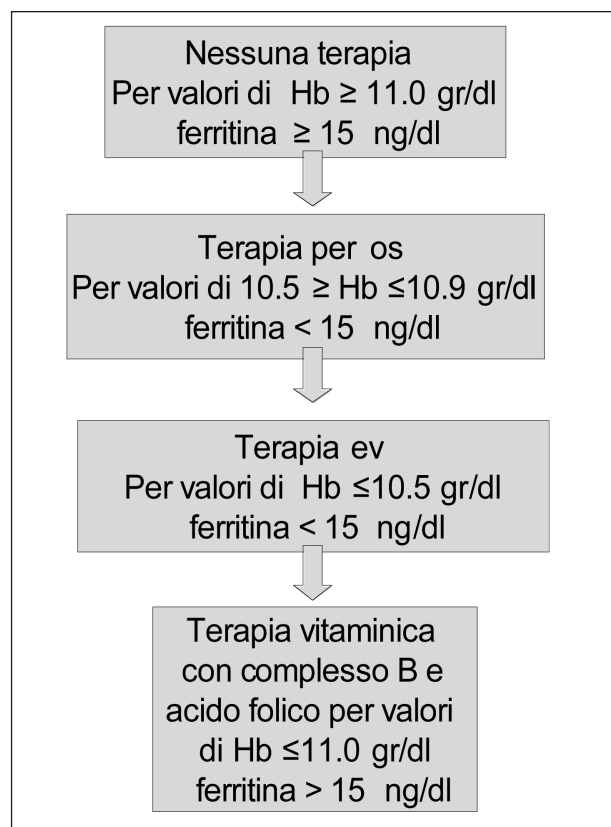 Nessuna terapia
Per valori di Hb ≥ 11.0 gr/dl
ferritina ≥ 15 ng/dl
Terapia per os
Per valori di 10.5 ≥ Hb ≤10.9 gr/dl
ferritina < 15 ng/dl
Terapia ev
Per valori di Hb ≤10.5 gr/dl
ferritina < 15 ng/dl
Terapia vitaminica
con complesso B e
acido folico per valori
di Hb ≤11.0 gr/dl
ferritina > 15 ng/dl